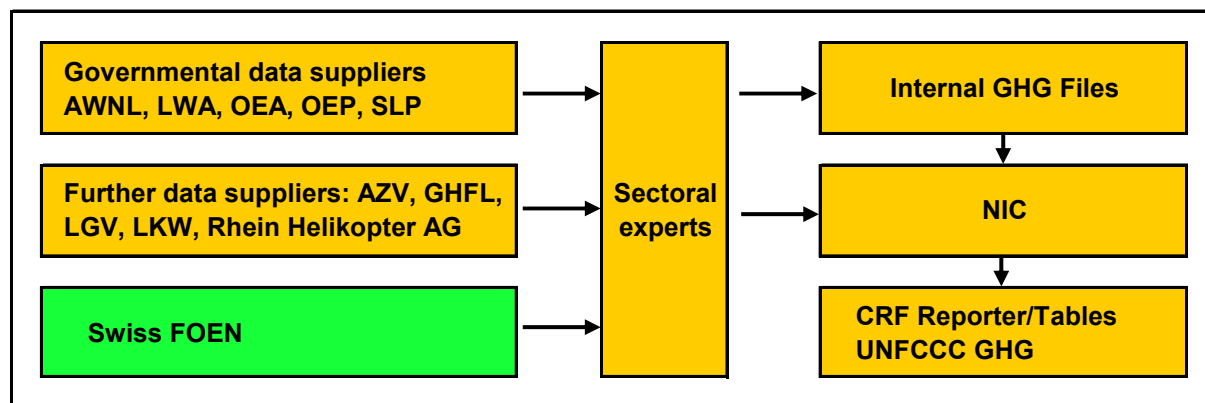 Governmental data suppliers
AWNL, LWA, OEA, OEP, SLP
Further data suppliers: AZV, GHFL,
LGV, LKW, Rhein Helikopter AG
Swiss FOEN
Sectoral
experts
Internal GHG Files
NIC
CRF Reporter/Tables
UNFCCC GHG